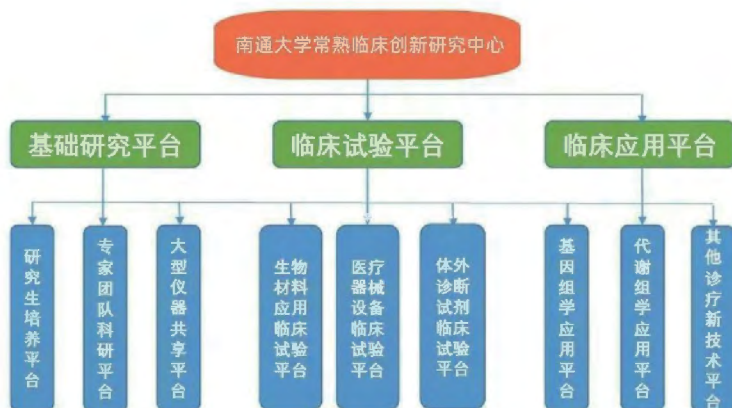 南通大学常熟临床创新研究中心
基础研究平台
临床试验平台
临床应用平台
研究生培养平台
专家团队科研平台
大型仪器共享平台
生物材料应用临床试验平台
医疗器械设备临床试验平台
体外诊断试剂临床试验平台
基因组学应用平台
代谢组学应用平台
其他诊疗新技术平台